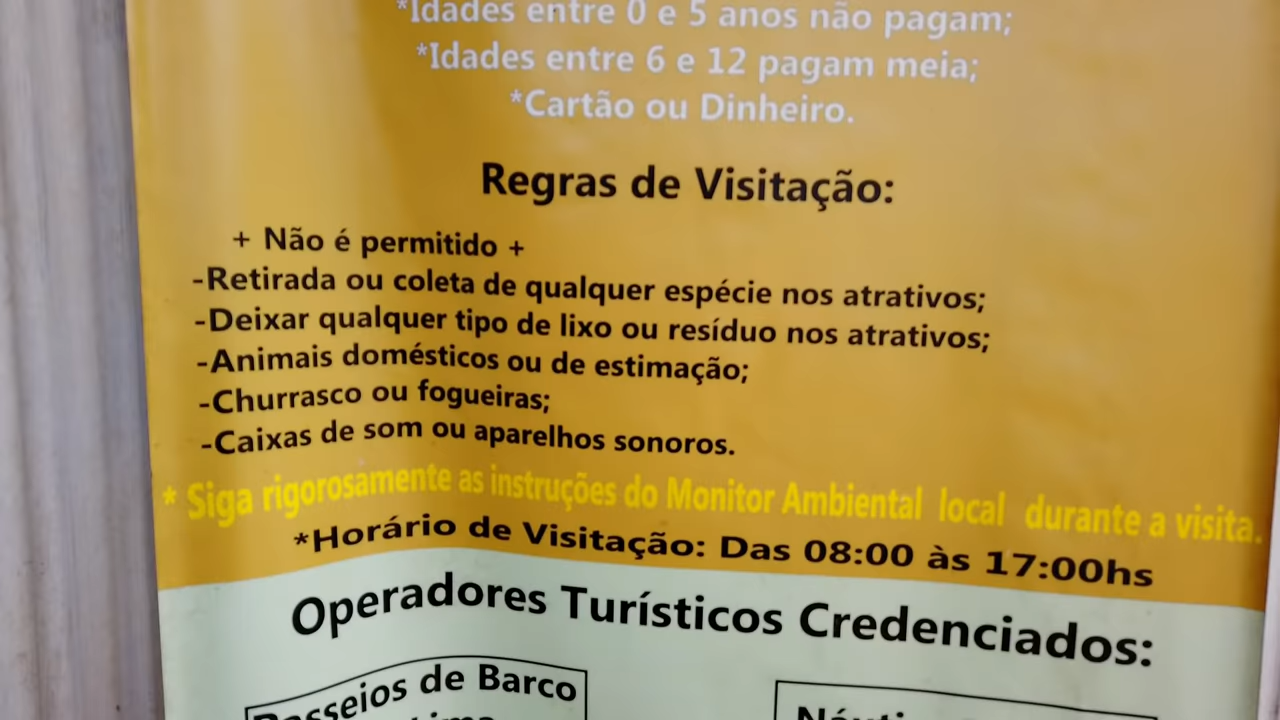 *Idades entre 0 e 5 anos não pagam;
*Idades entre 6 e 12 pagam meia;
*Cartão ou Dinheiro.
Regras de Visitação:
+ Não é permitido +
-Retirada ou coleta de qualquer espécie nos atrativos;
-Deixar qualquer tipo de lixo ou resíduo nos atrativos;
-Animais domésticos ou de estimação;
-Churrasco ou fogueiras;
-Caixas de som ou aparelhos sonoros.
* Siga rigorosamente as instruções do Monitor Ambiental local durante a visita.
*Horário de Visitação: Das 08:00 às 17:00hs
Operadores Turísticos Credenciados:
Passeios de Barco